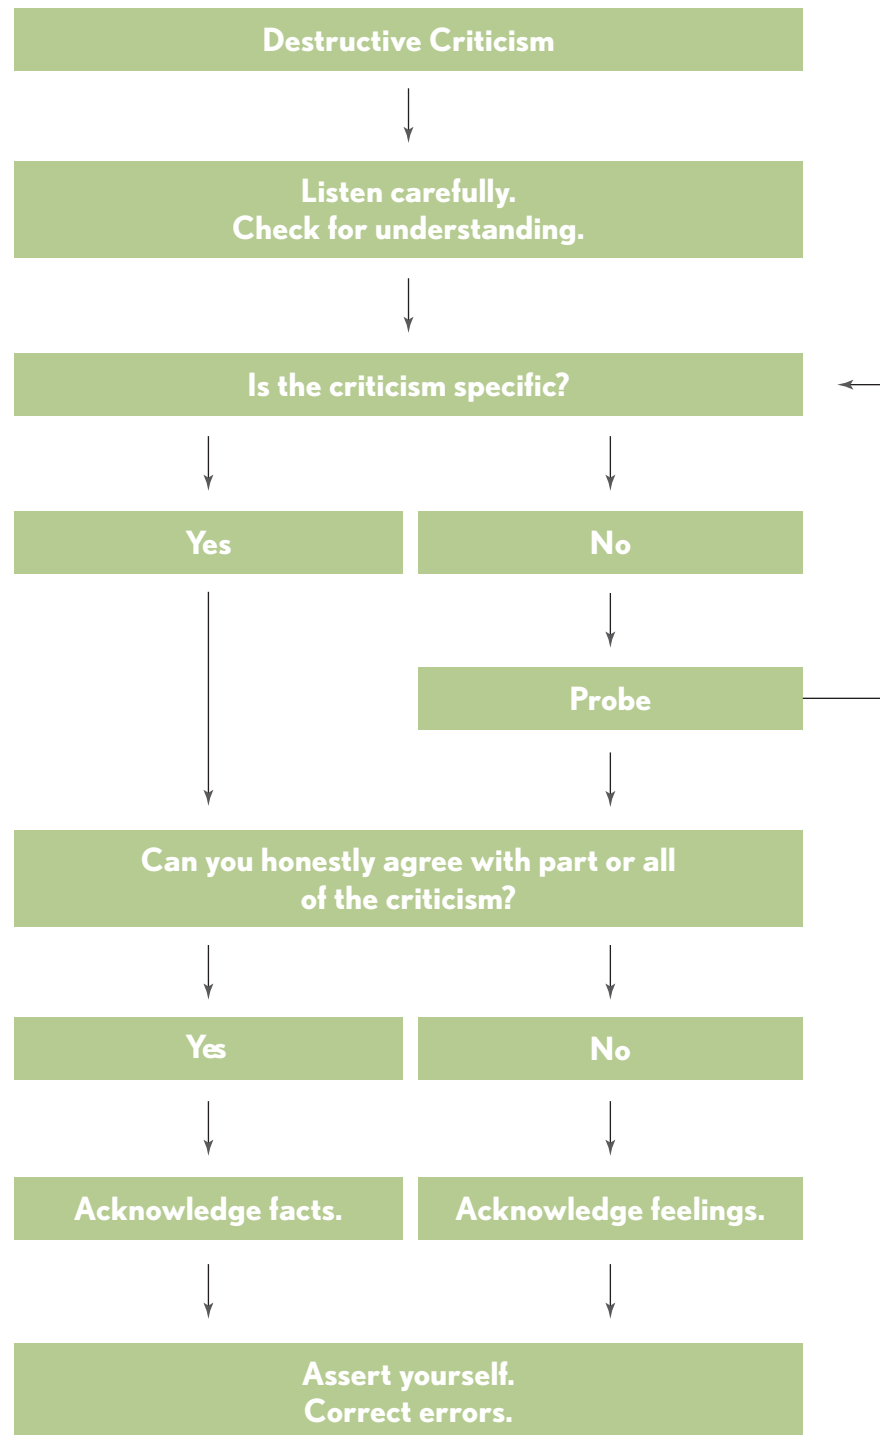 Destructive Criticism
Listen carefully.
Check for understanding.
Is the criticism specific?
Yes
No
Probe
Can you honestly agree with part or all
of the criticism?
Yes
No
Acknowledge facts.
Acknowledge feelings.
Assert yourself.
Correct errors.